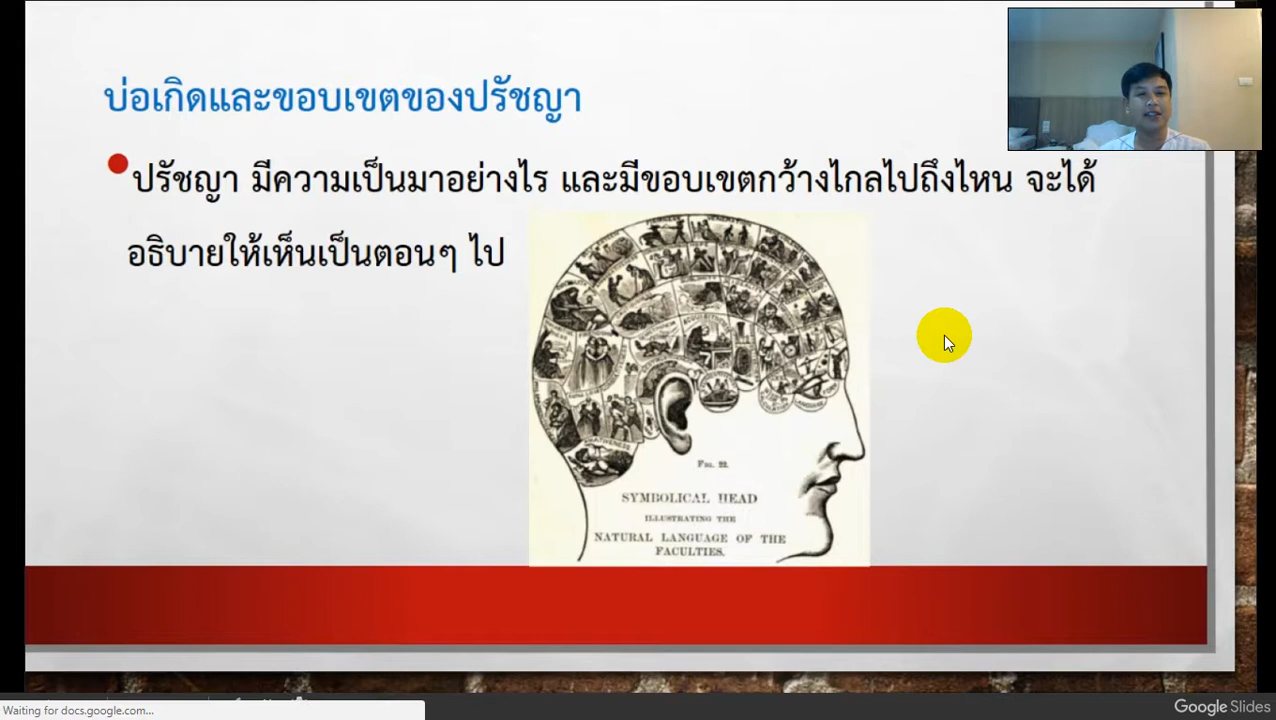 บ่อเกิดและขอบเขตของปรัชญา
ปรัชญา มีความเป็นมาอย่างไร และมีขอบเขตกว้างไกลไปถึงไหน จะได้
อธิบายให้เห็นเป็นตอนๆ ไป
FIG. 22.
SYMBOLICAL HEAD
ILLUSTRATING THE
NATURAL LANGUAGE OF THE
FACULTIES.
Waiting for docs.google.com...
Google Slides